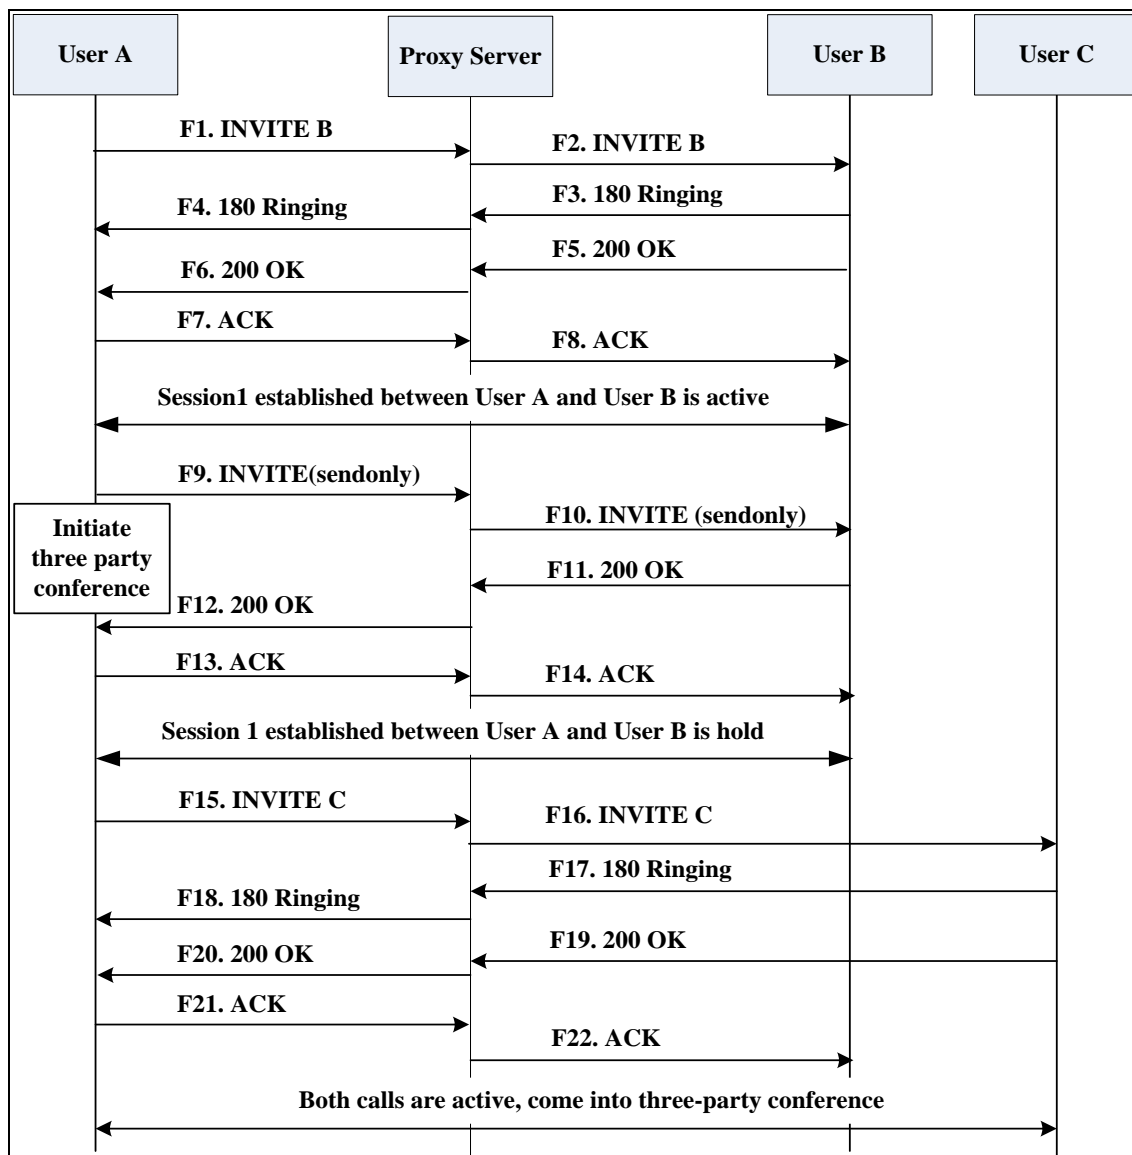 User A
Proxy Server
User B
User C
F1. INVITE B
F2. INVITE B
F3. 180 Ringing
F4. 180 Ringing
F5. 200 OK
F6. 200 OK
F7. ACK
F8. ACK
Session1 established between User A and User B is active
F9. INVITE(sendonly)
Initiate
three party
conference
F10. INVITE (sendonly)
F11. 200 OK
F12. 200 OK
F13. ACK
F14. ACK
Session 1 established between User A and User B is hold
F15. INVITE C
F16. INVITE C
F17. 180 Ringing
F18. 180 Ringing
F19. 200 OK
F20. 200 OK
F21. ACK
F22. ACK
Both calls are active, come into three-party conference